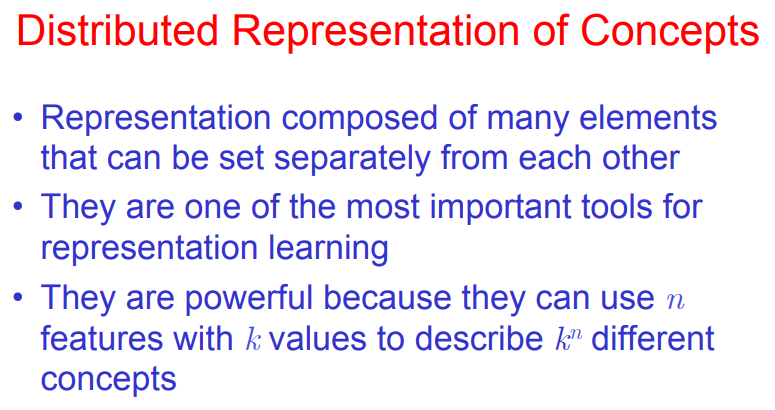 Distributed Representation of Concepts
• Representation composed of many elements
that can be set separately from each other
• They are one of the most important tools for
representation learning
• They are powerful because they can use n
features with k values to describe kⁿ different
concepts